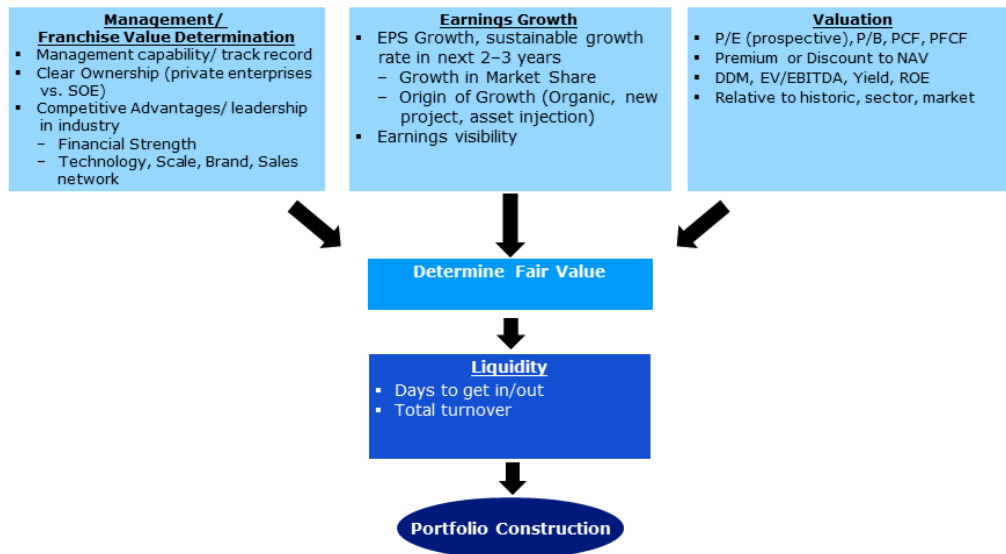 Management/
Franchise Value Determination
▪ Management capability/ track record
▪ Clear Ownership (private enterprises
vs. SOE)
▪ Competitive Advantages/ leadership
in industry
– Financial Strength
– Technology, Scale, Brand, Sales
network
Earnings Growth
▪ EPS Growth, sustainable growth
rate in next 2–3 years
– Growth in Market Share
– Origin of Growth (Organic, new
project, asset injection)
▪ Earnings visibility
Valuation
▪ P/E (prospective), P/B, PCF, PFCF
▪ Premium or Discount to NAV
▪ DDM, EV/EBITDA, Yield, ROE
▪ Relative to historic, sector, market
Determine Fair Value
Liquidity
▪ Days to get in/out
▪ Total turnover
Portfolio Construction